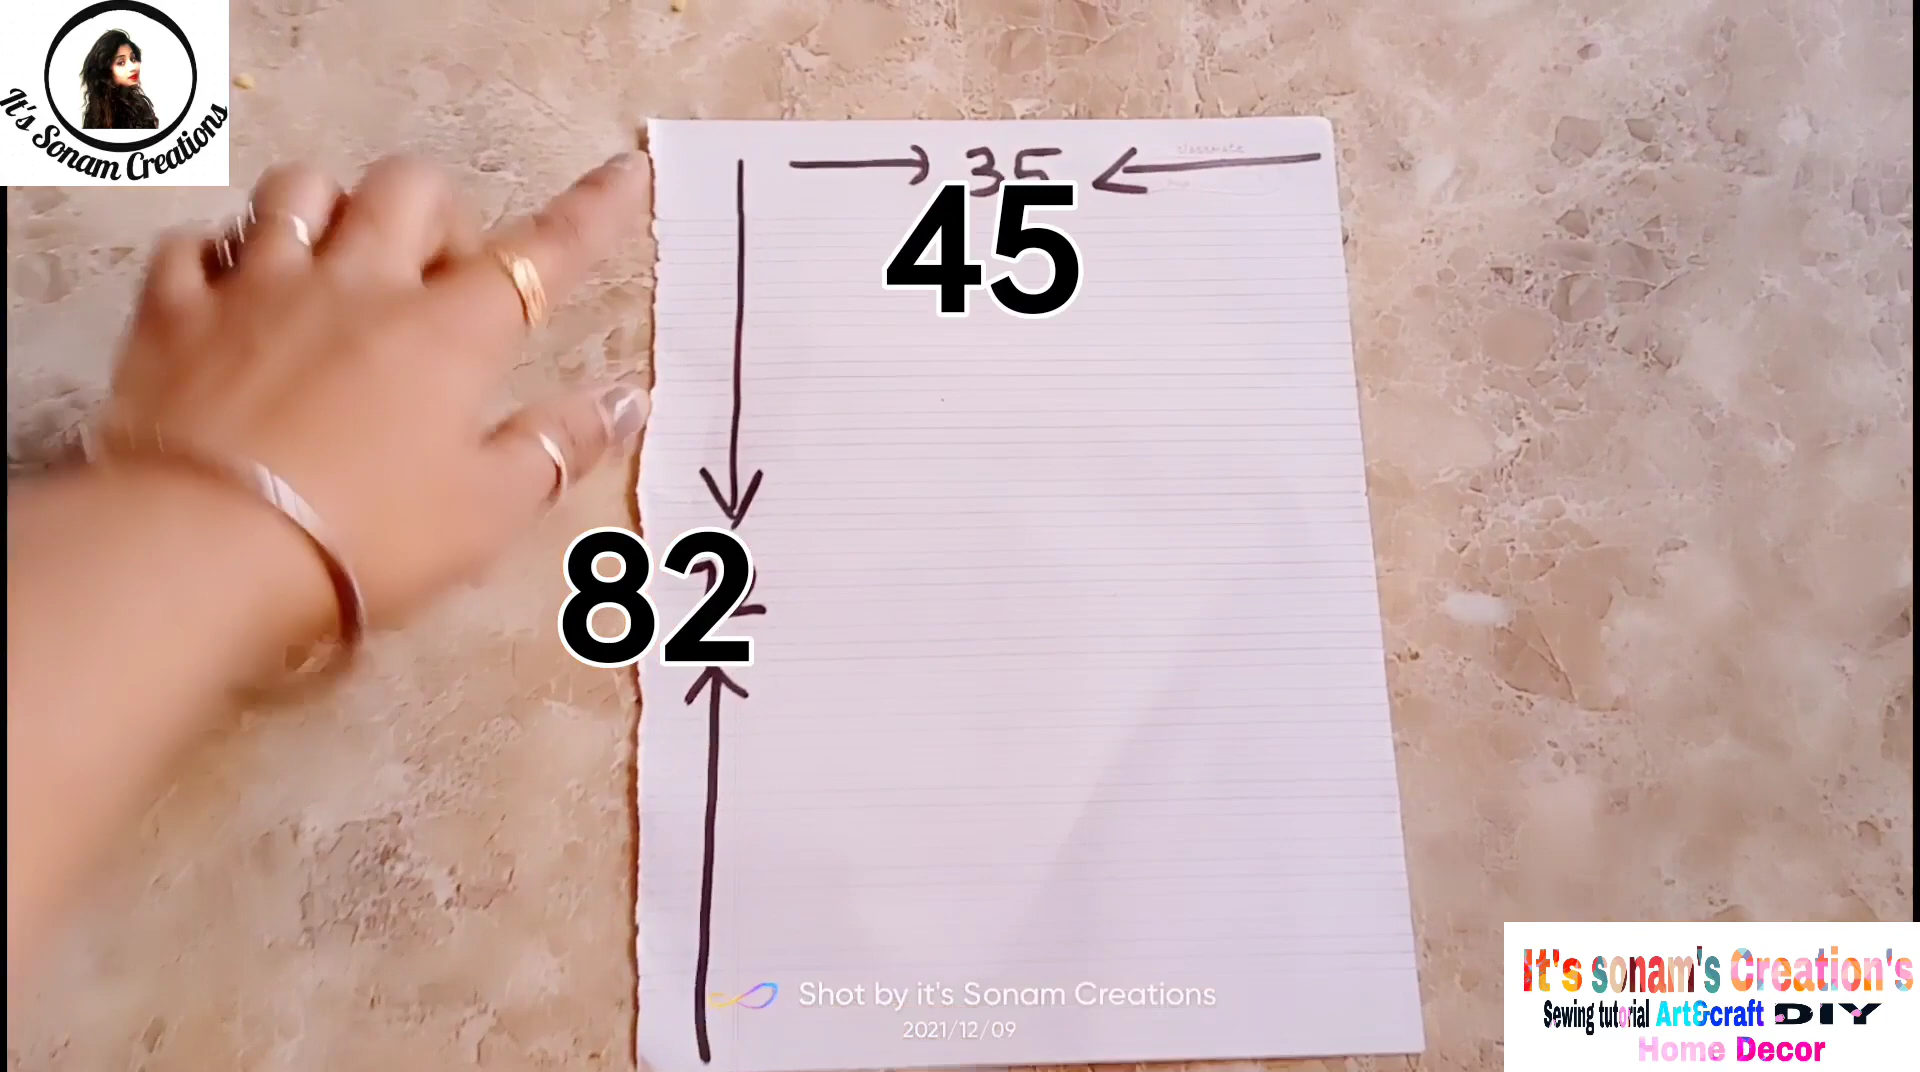 It's Sonam Creations
35
45
82
Shot by it's Sonam Creations
2021/12/09
It's sonam's Creation's
Sewing tutorial Art&craft DIY
Home Decor